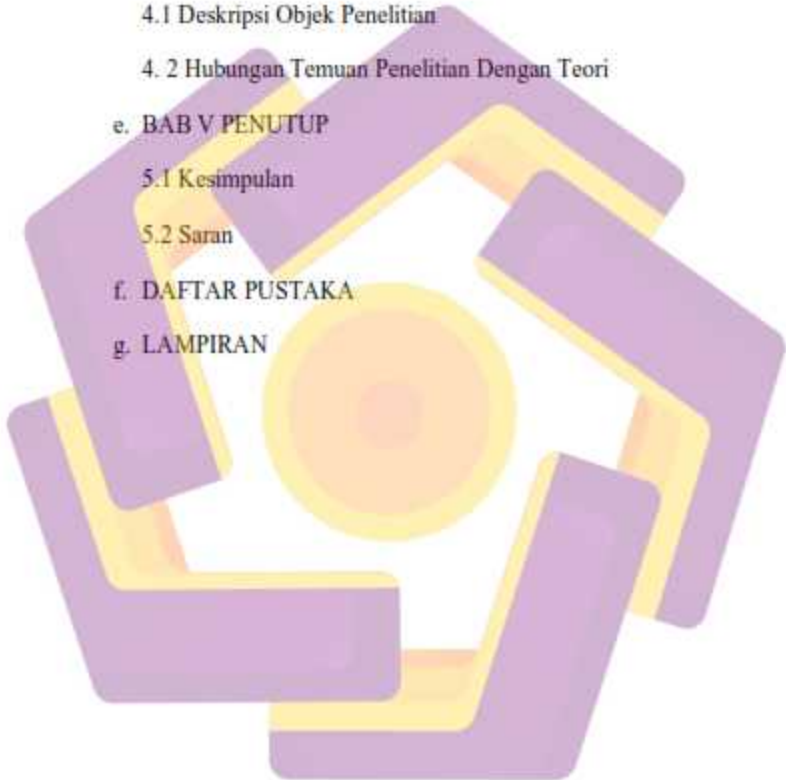 4.1 Deskripsi Objek Penelitian
4. 2 Hubungan Temuan Penelitian Dengan Teori
e. BAB V PENUTUP
5.1 Kesimpulan
5.2 Saran
f. DAFTAR PUSTAKA
g. LAMPIRAN